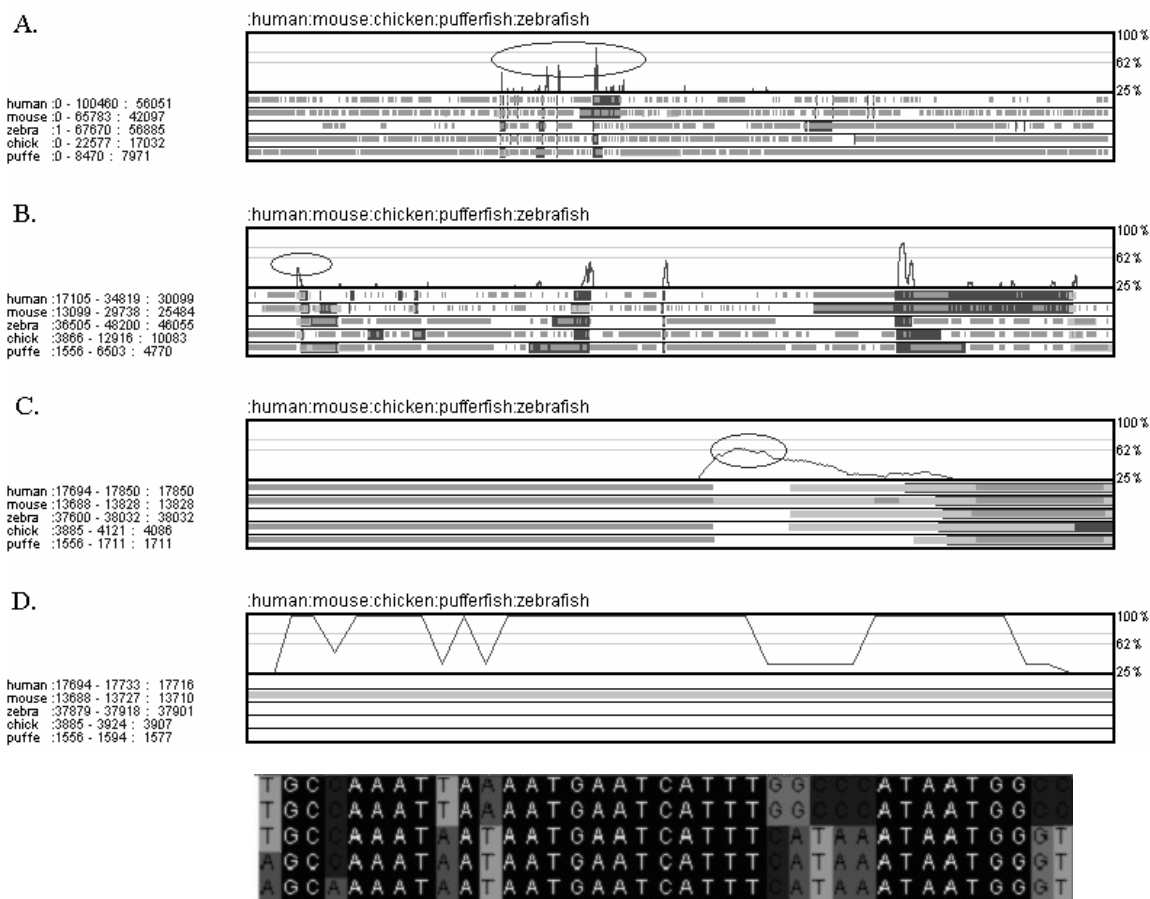 A.
:human:mouse:chicken:pufferfish:zebrafish
100%
62%
25%
human :0 - 100460 : 56051
mouse :0 - 65783 : 42097
zebra :1 - 67670 : 56885
chick :0 - 22577 : 17032
puffe :0 - 8470 : 7971
B.
:human:mouse:chicken:pufferfish:zebrafish
100%
62%
25%
human :17105 - 34819 : 30099
mouse :13099 - 29738 : 25484
zebra :36505 - 48200 : 46055
chick :3866 - 12916 : 10083
puffe :1556 - 6503 : 4770
C.
:human:mouse:chicken:pufferfish:zebrafish
100%
62%
25%
human :17694 - 17850 : 17850
mouse :13688 - 13828 : 13828
zebra :37600 - 38032 : 38032
chick :3885 - 4121 : 4086
puffe :1556 - 1711 : 1711
D.
:human:mouse:chicken:pufferfish:zebrafish
100%
62%
25%
human :17694 - 17733 : 17716
mouse :13688 - 13727 : 13710
zebra :37879 - 37918 : 37901
chick :3885 - 3924 : 3907
puffe :1556 - 1594 : 1577
T G C C A A A T T A A A A T G A A T C A T T T G G C C C A T A A T G G C C
T G C C A A A T T A A A A T G A A T C A T T T G G C C C A T A A T G G C C
T G C C A A A T A A T A A T G A A T C A T T T C A T A A A T A A T G G G T
A G C C A A A T A A T A A T G A A T C A T T T C A T A A A T A A T G G G T
A G C A A A A T A A T A A T G A A T C A T T T C A T A A A T A A T G G G T